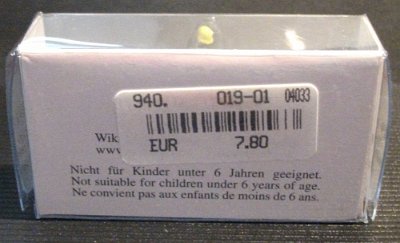 940. 019-01 04033
EUR 7.80
Wik
www.
Nicht für Kinder unter 6 Jahren geeignet.
Not suitable for children under 6 years of age.
Ne convient pas aux enfants de moins de 6 ans.